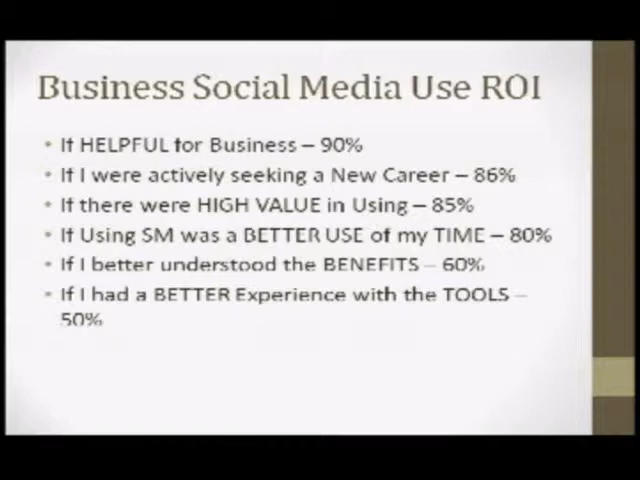 Business Social Media Use ROI
• If HELPFUL for Business – 90%
• If I were actively seeking a New Career – 86%
• If there were HIGH VALUE in Using – 85%
• If Using SM was a BETTER USE of my TIME – 80%
• If I better understood the BENEFITS – 60%
• If I had a BETTER Experience with the TOOLS –
50%